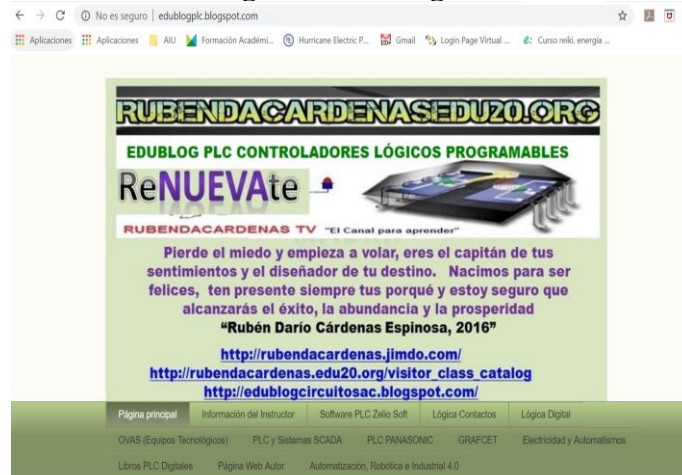 No es seguro | edublogplc.blogspot.com
Aplicaciones Aplicaciones AIU Formación Académi... Hurricane Electric P... Gmail Login Page Virtual ... Curso reiki. energía ...
RUBENDACARDENASEDU20.ORG
EDUBLOG PLC CONTROLADORES LÓGICOS PROGRAMABLES
ReNUEVAte
RUBENDACARDENAS TV "El Canal para aprender"
Pierde el miedo y empieza a volar, eres el capitán de tus
sentimientos y el diseñador de tu destino. Nacimos para ser
felices, ten presente siempre tus porqué y estoy seguro que
alcanzarás el éxito, la abundancia y la prosperidad
“Rubén Darío Cárdenas Espinosa, 2016”
http://rubendacardenas.jimdo.com/
http://rubendacardenas.edu20.org/visitor_class_catalog
http://edublogcircuitosac.blogspot.com/
Página principal Información del Instructor Software PLC Zelio Soft Lógica Contactos Lógica Digital
OVAS (Equipos Tecnológicos) PLC y Sistemas SCADA PLC PANASONIC GRAFCET Electricidad y Automatismos
Libros PLC Digitales Página Web Autor Automatización, Robótica e Industrial 4.0